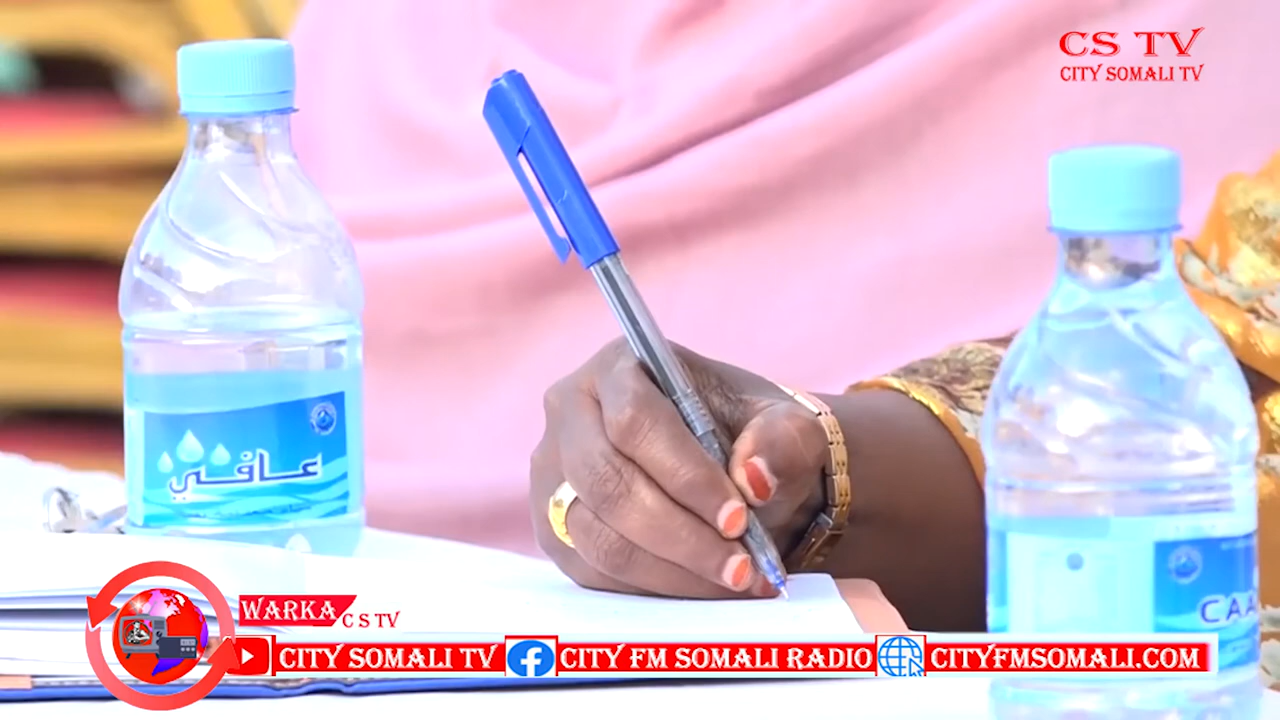 CS TV
CITY SOMALI TV
عافي
CAA
WARKA
C S TV
CITY SOMALI TV
CITY FM SOMALI RADIO
CITYFMSOMALI.COM